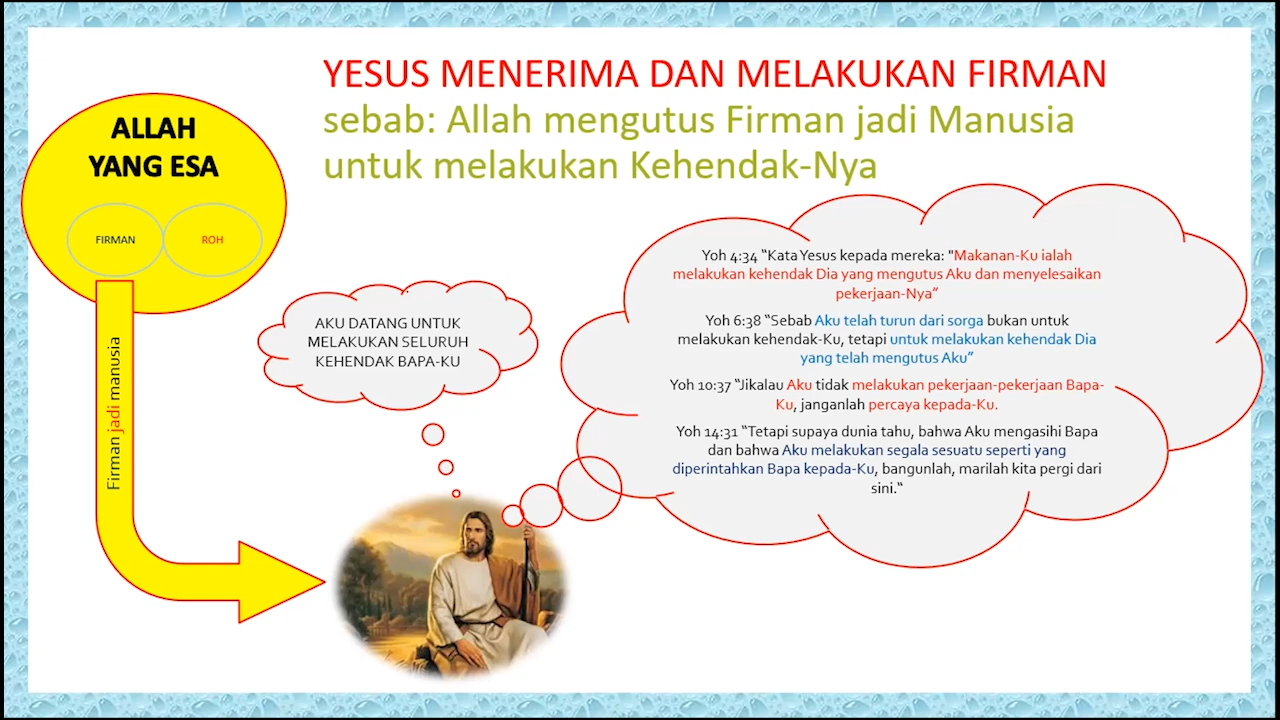 YESUS MENERIMA DAN MELAKUKAN FIRMAN
sebab: Allah mengutus Firman jadi Manusia
untuk melakukan Kehendak-Nya
ALLAH
YANG ESA
FIRMAN
ROH
Firman jadi manusia
AKU DATANG UNTUK
MELAKUKAN SELURUH
KEHENDAK BAPA-KU
Yoh 4:34 “Kata Yesus kepada mereka: "Makanan-Ku ialah
melakukan kehendak Dia yang mengutus Aku dan menyelesaikan
pekerjaan-Nya”
Yoh 6:38 “Sebab Aku telah turun dari sorga bukan untuk
melakukan kehendak-Ku, tetapi untuk melakukan kehendak Dia
yang telah mengutus Aku”
Yoh 10:37 “Jikalau Aku tidak melakukan pekerjaan-pekerjaan Bapa-
Ku, janganlah percaya kepada-Ku.
Yoh 14:31 “Tetapi supaya dunia tahu, bahwa Aku mengasihi Bapa
dan bahwa Aku melakukan segala sesuatu seperti yang
diperintahkan Bapa kepada-Ku, bangunlah, marilah kita pergi dari
sini.“